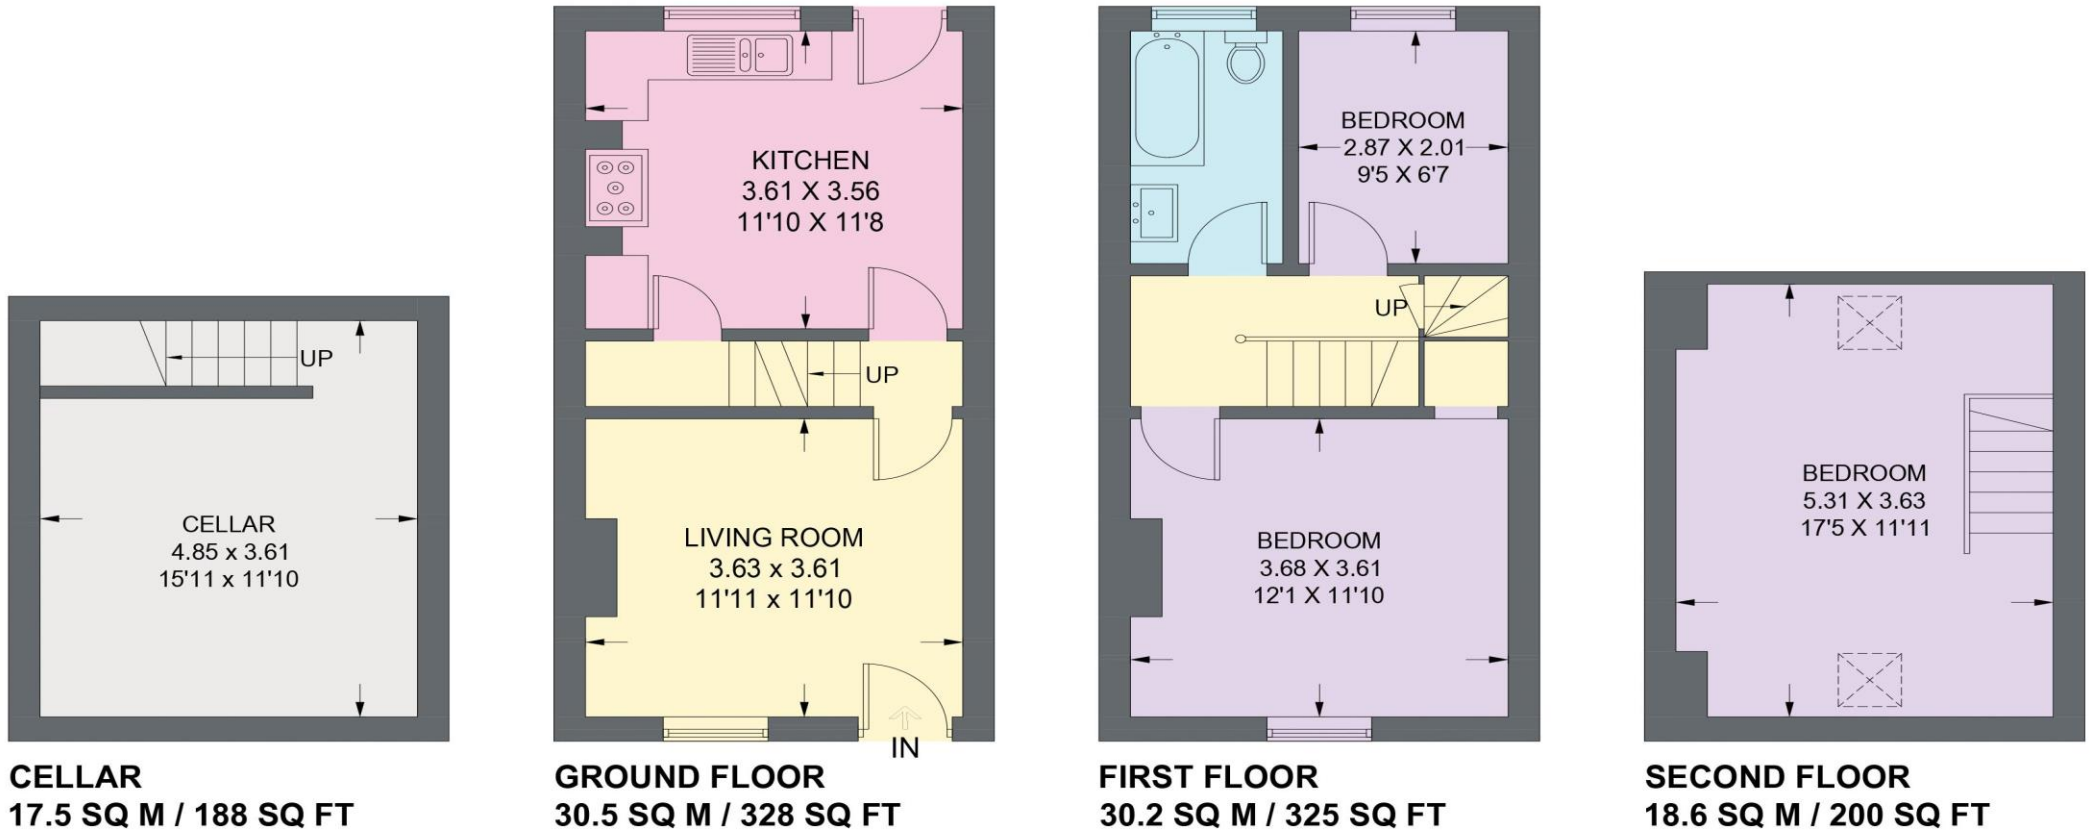 UP
CELLAR
4.85 x 3.61
15'11 x 11'10
CELLAR
17.5 SQ M / 188 SQ FT
KITCHEN
3.61 X 3.56
11'10 X 11'8
UP
LIVING ROOM
3.63 x 3.61
11'11 x 11'10
IN
GROUND FLOOR
30.5 SQ M / 328 SQ FT
BEDROOM
2.87 X 2.01
9'5 X 6'7
UP
BEDROOM
3.68 X 3.61
12'1 X 11'10
FIRST FLOOR
30.2 SQ M / 325 SQ FT
BEDROOM
5.31 X 3.63
17'5 X 11'11
SECOND FLOOR
18.6 SQ M / 200 SQ FT